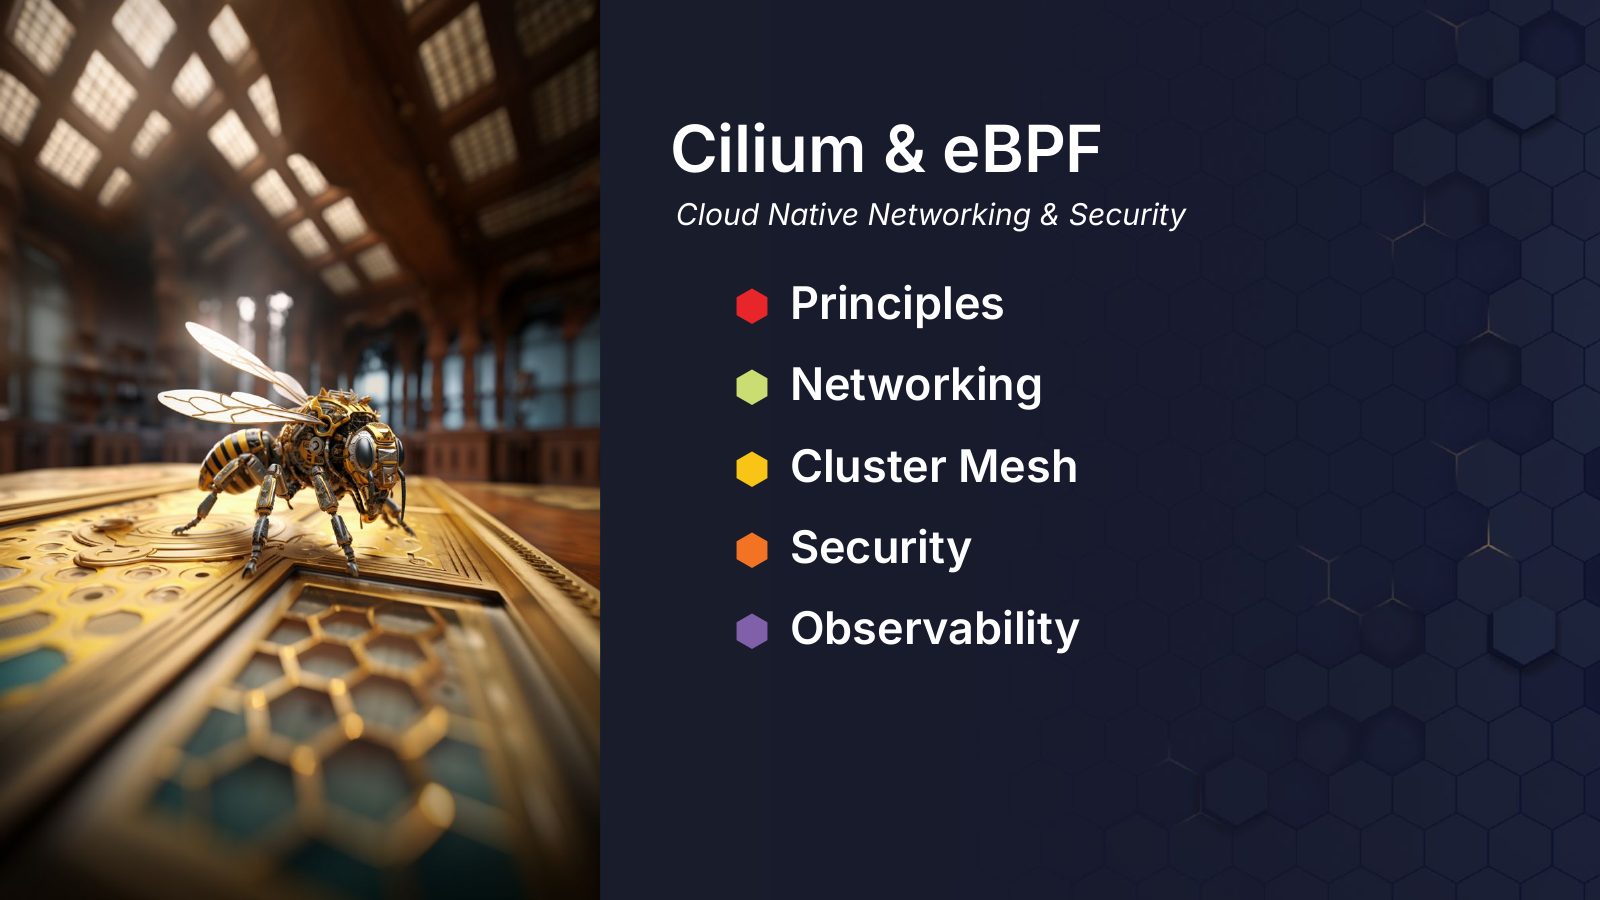 Cilium & eBPF
Cloud Native Networking & Security
Principles
Networking
Cluster Mesh
Security
Observability